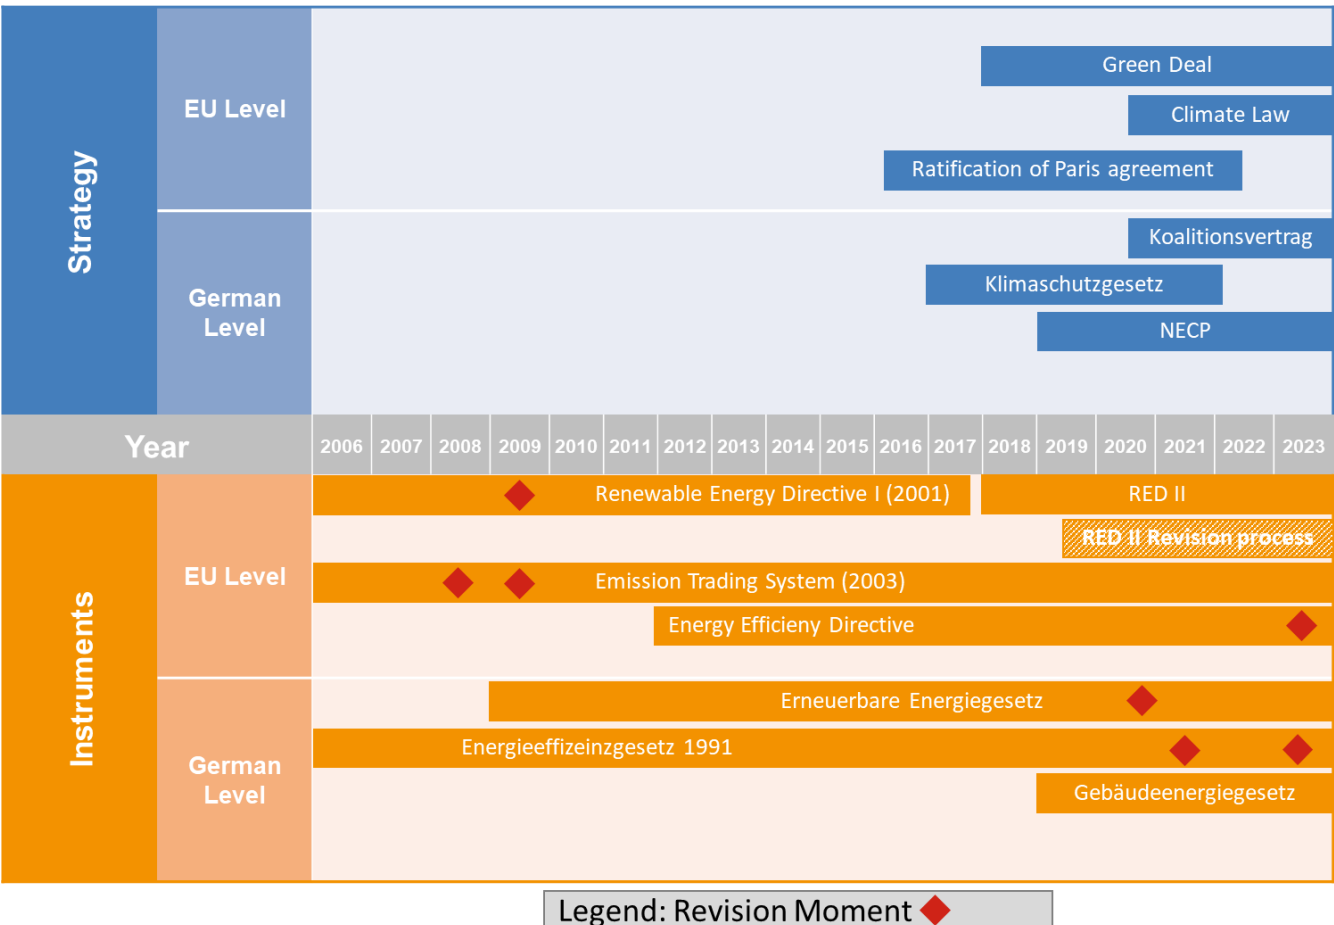 Strategy
EU Level
Green Deal
Climate Law
Ratification of Paris agreement
German
Level
Koalitionsvertrag
Klimaschutzgesetz
NECP
Year
2006 2007 2008 2009 2010 2011 2012 2013 2014 2015 2016 2017 2018 2019 2020 2021 2022 2023
Instruments
EU Level
Renewable Energy Directive I (2001)
RED II
RED II Revision process
Emission Trading System (2003)
Energy Efficieny Directive
German
Level
Erneuerbare Energiegesetz
Energieeffizeinzgesetz 1991
Gebäudeenergiegesetz
Legend: Revision Moment